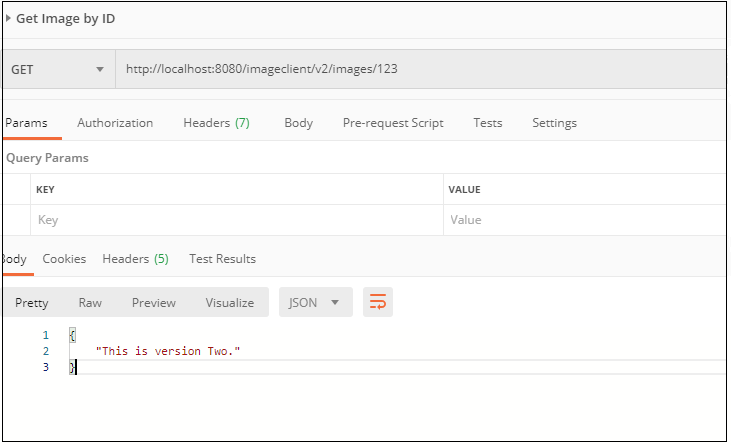 Get Image by ID
GET http://localhost:8080/imageclient/v2/images/123
Params Authorization Headers (7) Body Pre-request Script Tests Settings
Query Params
KEY VALUE
Key Value
Body Cookies Headers (5) Test Results
Pretty Raw Preview Visualize JSON
1 {
2 "This is version Two."
3 }